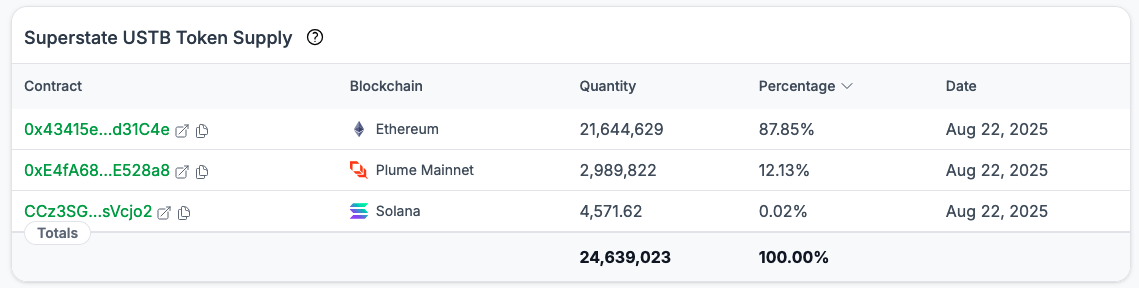 Superstate USTB Token Supply
Contract Blockchain Quantity Percentage Date
0x43415e...d31C4e Ethereum 21,644,629 87.85% Aug 22, 2025
0xE4fA68...E528a8 Plume Mainnet 2,989,822 12.13% Aug 22, 2025
CCz3SG...sVcjo2 Solana 4,571.62 0.02% Aug 22, 2025
Totals
24,639,023 100.00%